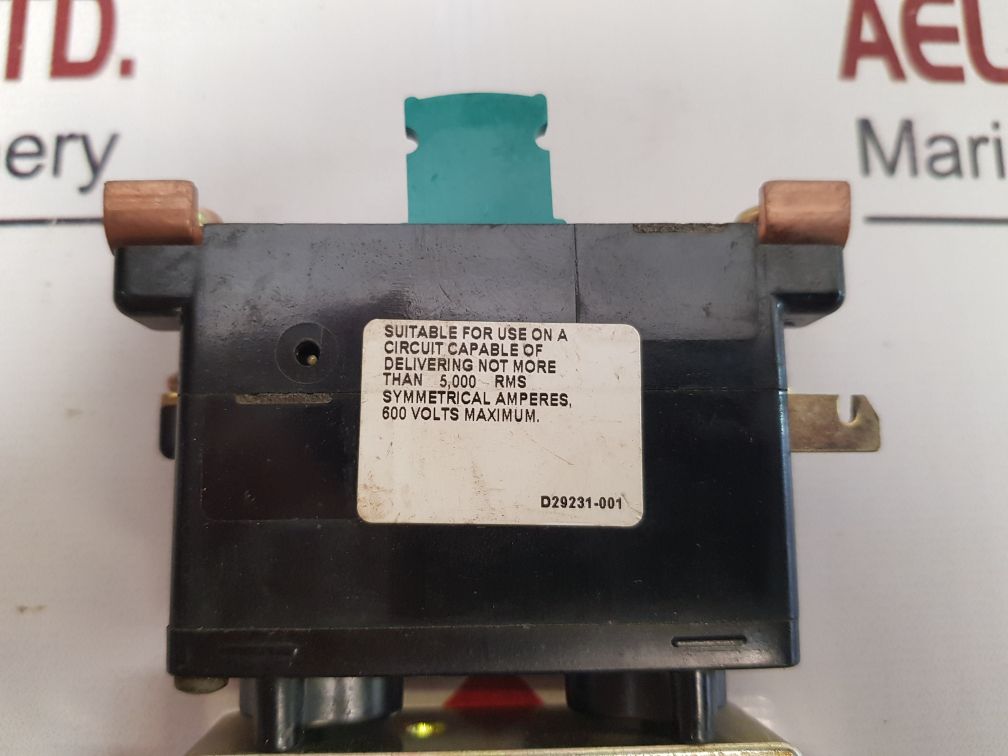 TD.
AEL
ery
Mari
SUITABLE FOR USE ON A
CIRCUIT CAPABLE OF
DELIVERING NOT MORE
THAN 5,000 RMS
SYMMETRICAL AMPERES,
600 VOLTS MAXIMUM.
D29231-001